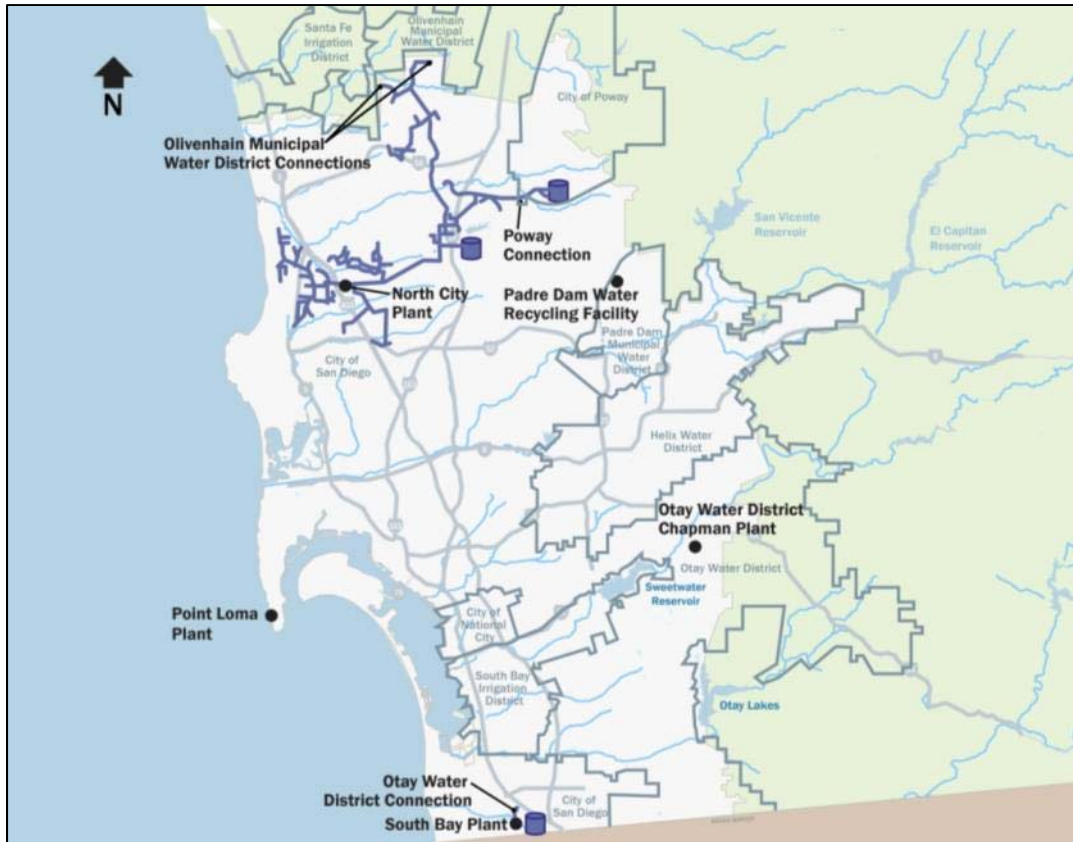 Santa Fe
Irrigation
District
Olivenhain
Municipal
Water District
N
City of Poway
Olivenhain Municipal
Water District Connections
Poway
Connection
San Vicente
Reservoir
El Capitan
Reservoir
North City
Plant
Padre Dam Water
Recycling Facility
Padre Dam
Municipal
Water
District
City of
San Diego
Helix Water
District
Otay Water District
Chapman Plant
Otay Water District
Sweetwater
Reservoir
Point Loma
Plant
City of
National
City
South Bay
Irrigation
District
Otay Lakes
Otay Water
District Connection
South Bay Plant
City of
San Diego